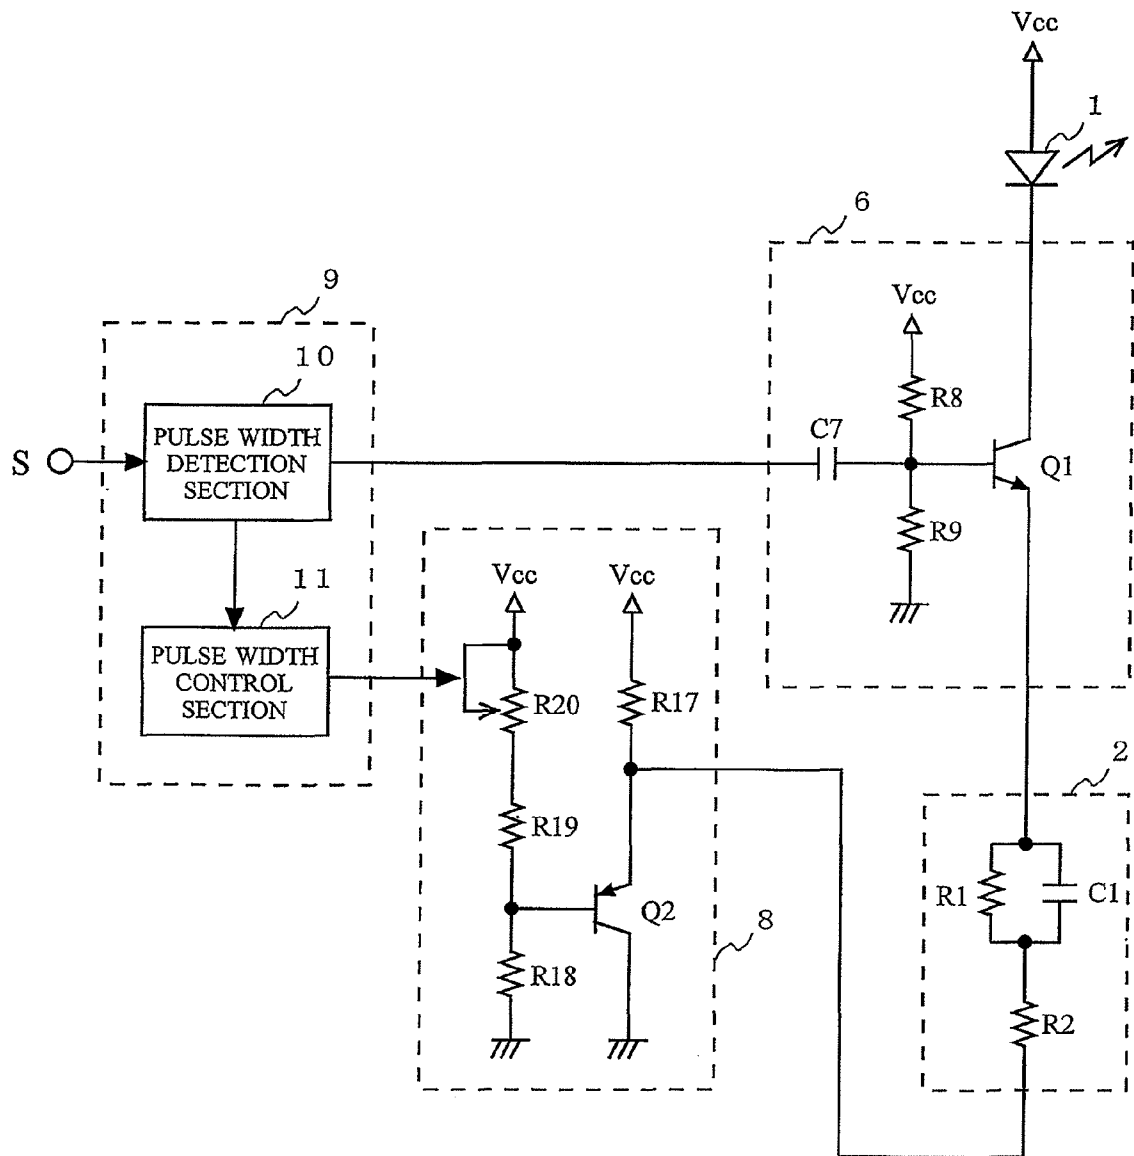 Vcc
1
6
Vcc
9
10
R8
C7
S
PULSE WIDTH
DETECTION
SECTION
Q1
R9
Vcc
Vcc
11
PULSE WIDTH
CONTROL
SECTION
R20
R17
2
R19
R1
C1
Q2
8
R18
R2